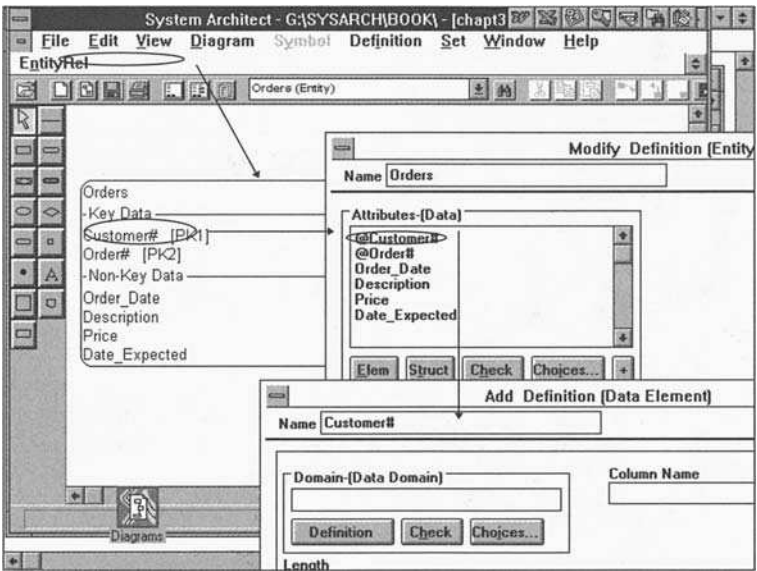 System Architect - G:\SYSARCH\BOOK\ - [chapt3
File Edit View Diagram Symbol Definition Set Window Help
EntityRel
Orders (Entity)
Modify Definition (Entity
Name Orders
Orders
-Key Data
Customer# [PK1]
Order# [PK2]
-Non-Key Data
Order_Date
Description
Price
Date_Expected
Attributes-(Data)
@Customer#
@Order#
Order_Date
Description
Price
Date_Expected
Elem Struct Check Choices... +
Add Definition (Data Element)
Name Customer#
Domain-(Data Domain)
Column Name
Definition Check Choices...
Length
A
Diagrams